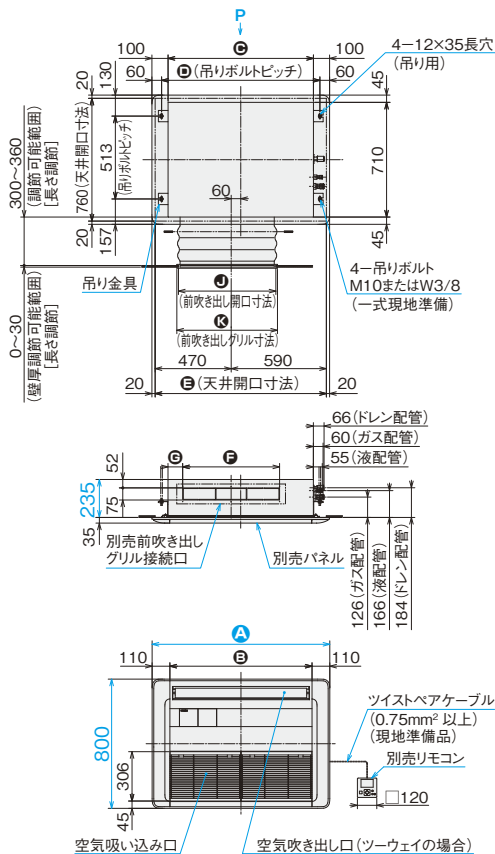 P
100
C
100
4－12×35長穴
(吊り用)
60
D(吊りボルトピッチ)
60
20
130
45
300～360
(調節可能範囲)
[長さ調節]
760(天井開口寸法)
513
(吊りボルトピッチ)
710
60
20
157
45
吊り金具
4－吊りボルト
M10またはW3/8
(一式現地準備)
0～30
(壁厚調節可能範囲)
[長さ調節]
J
(前吹き出し開口寸法)
K
(前吹き出しグリル寸法)
470
590
20
E(天井開口寸法)
20
66(ドレン配管)
60(ガス配管)
55(液配管)
52
G
F
235
75
35
別売前吹き出し
グリル接続口
別売パネル
126(ガス配管)
166(液配管)
184(ドレン配管)
A
110
B
110
ツイストペアケーブル
(0.75mm² 以上)
(現地準備品)
別売リモコン
800
306
45
□120
空気吸い込み口
空気吹き出し口(ツーウェイの場合)